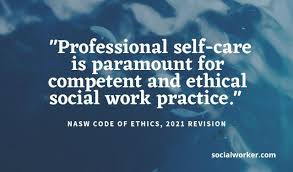 "Professional self-care
is paramount for
competent and ethical
social work practice."
NASW CODE OF ETHICS, 2021 REVISION
socialworker.com